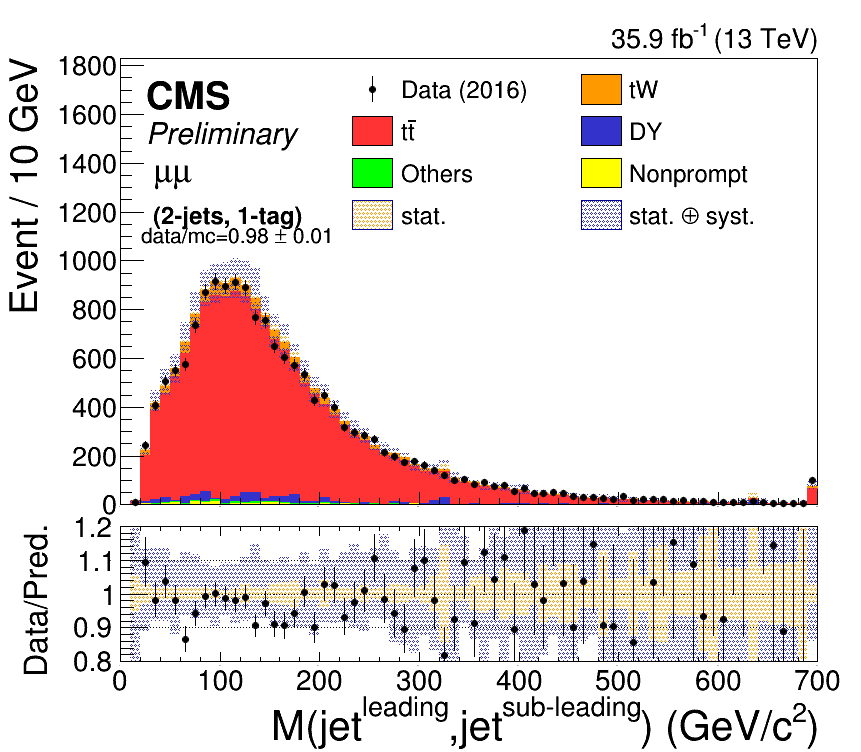 35.9 fb⁻¹ (13 TeV)
Event / 10 GeV
1800
1600
1400
1200
1000
800
600
400
200
0
CMS
Preliminary
μμ
(2-jets, 1-tag)
data/mc=0.98 ± 0.01
Data (2016)
tW
tt̄
DY
Others
Nonprompt
stat.
stat. ⊕ syst.
Data/Pred.
1.2
1.1
1
0.9
0.8
0 100 200 300 400 500 600 700
M(jet^leading,jet^sub-leading) (GeV/c²)